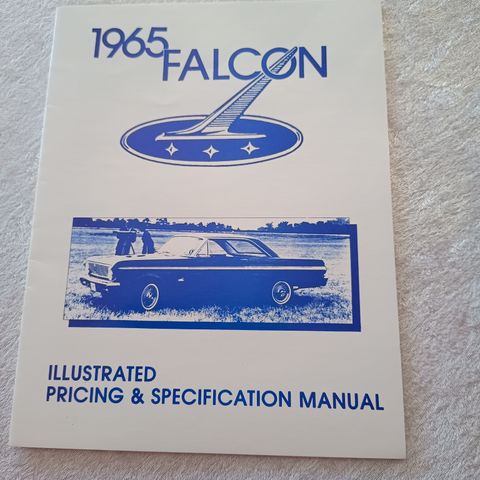 1965 FALCON
ILLUSTRATED
PRICING & SPECIFICATION MANUAL